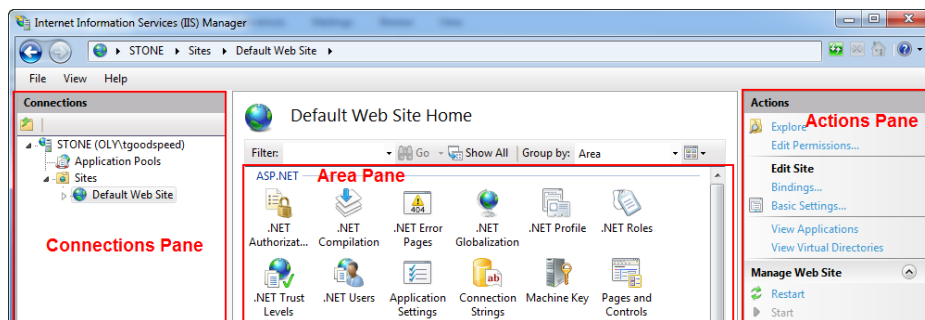 Internet Information Services (IIS) Manager
STONE Sites Default Web Site
File View Help
Connections
STONE (OLY\tgoodspeed)
Application Pools
Sites
Default Web Site
Connections Pane
Default Web Site Home
Filter: Go Show All Group by: Area
ASP.NET
Area Pane
.NET Authorizat...
.NET Compilation
404
.NET Error Pages
.NET Globalization
.NET Profile
.NET Roles
.NET Trust Levels
.NET Users
Application Settings
ab
Connection Strings
Machine Key
Pages and Controls
Actions
Explore
Actions Pane
Edit Permissions...
Edit Site
Bindings...
Basic Settings...
View Applications
View Virtual Directories
Manage Web Site
Restart
Start